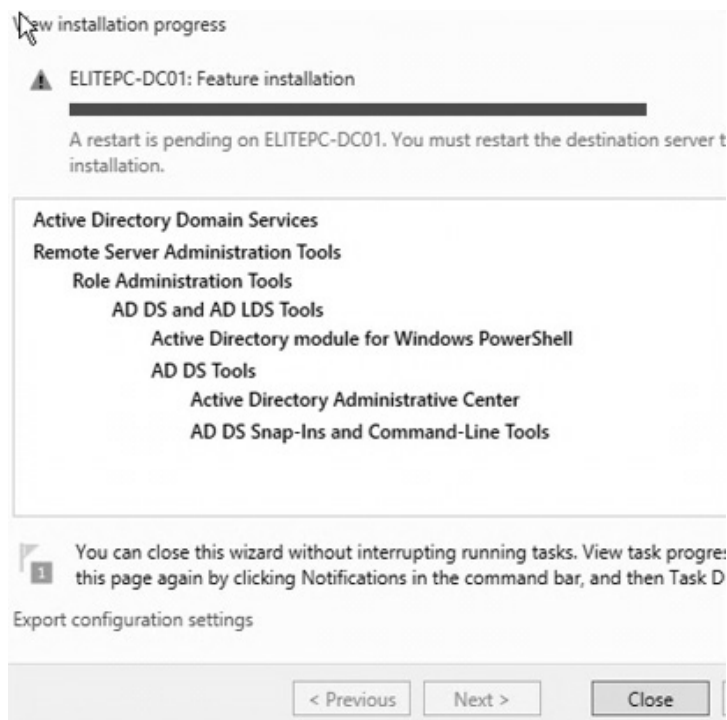 View installation progress
ELITEPC-DC01: Feature installation
A restart is pending on ELITEPC-DC01. You must restart the destination server t
installation.
Active Directory Domain Services
Remote Server Administration Tools
Role Administration Tools
AD DS and AD LDS Tools
Active Directory module for Windows PowerShell
AD DS Tools
Active Directory Administrative Center
AD DS Snap-Ins and Command-Line Tools
1
You can close this wizard without interrupting running tasks. View task progres
this page again by clicking Notifications in the command bar, and then Task D
Export configuration settings
< Previous Next > Close